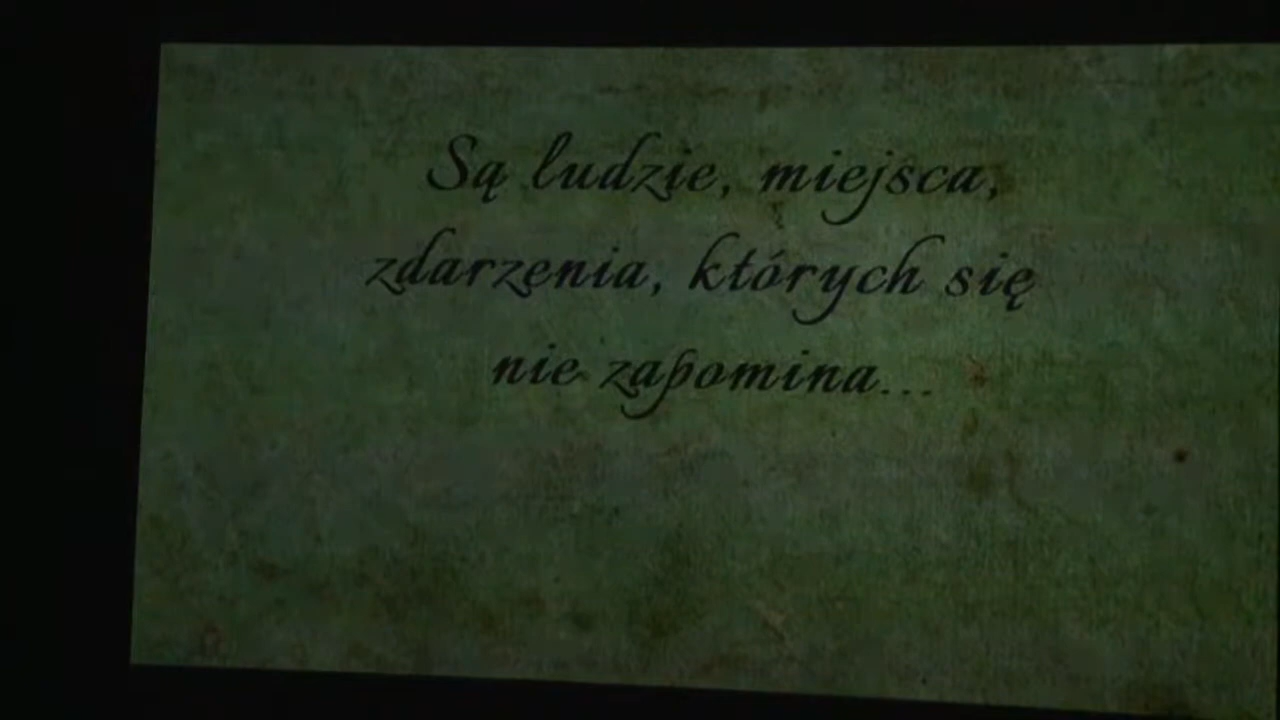 Są ludzie, miejsca,
zdarzenia, których się
nie zapomina...